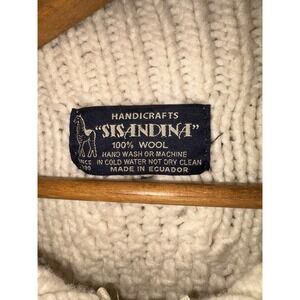 HANDICRAFTS
"SISANDINA"
100% WOOL
HAND WASH OR MACHINE
IN COLD WATER NOT DRY CLEAN
MADE IN ECUADOR